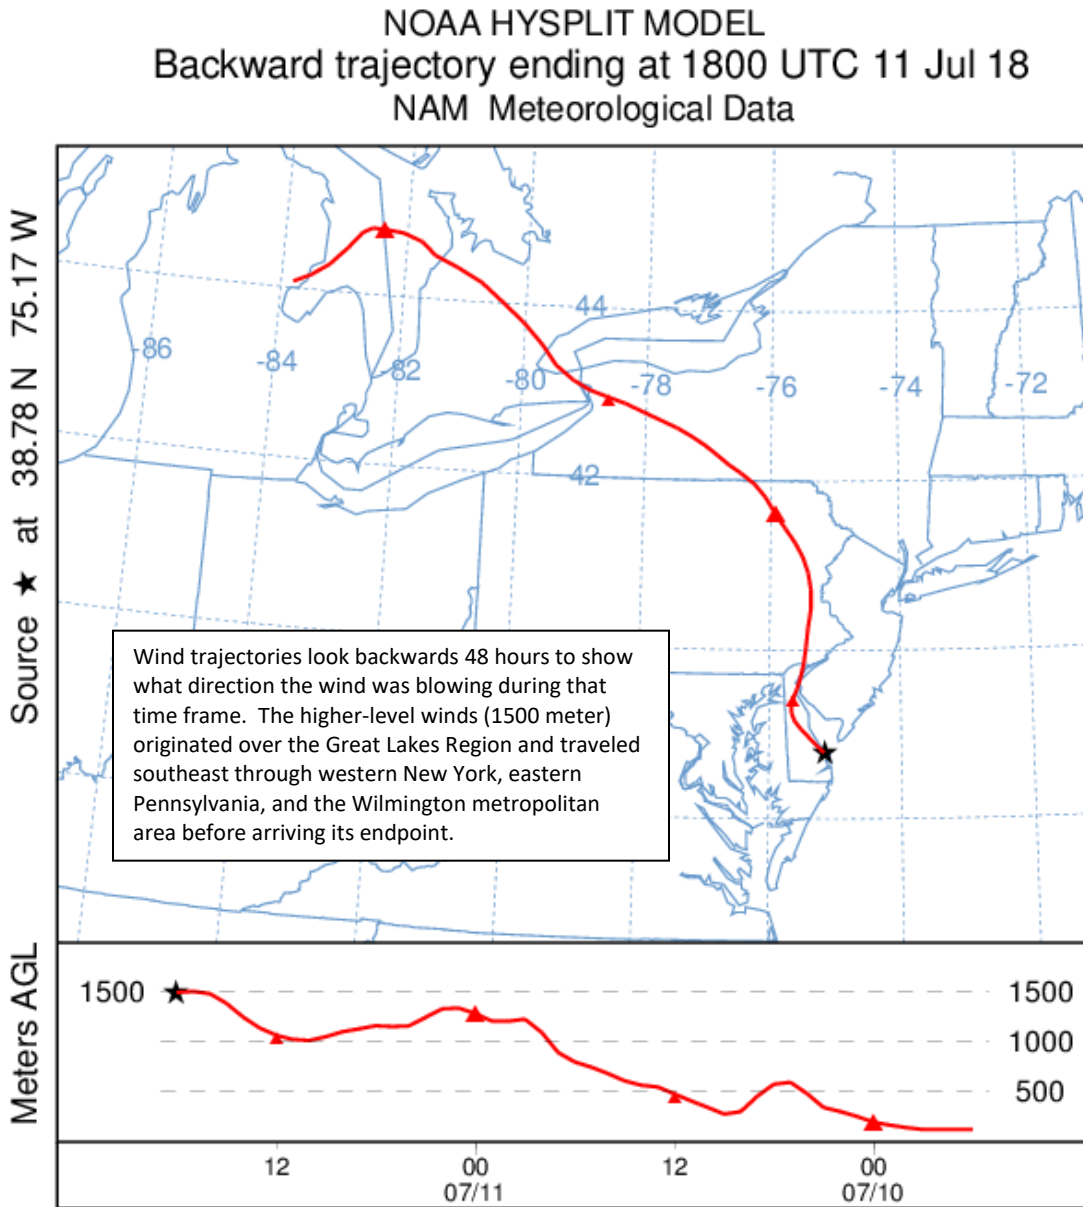 NOAA HYSPLIT MODEL
Backward trajectory ending at 1800 UTC 11 Jul 18
NAM Meteorological Data
Source ★ at 38.78 N 75.17 W
44
-86
-84
-82
-80
-78
-76
-74
-72
42
Wind trajectories look backwards 48 hours to show
what direction the wind was blowing during that
time frame. The higher-level winds (1500 meter)
originated over the Great Lakes Region and traveled
southeast through western New York, eastern
Pennsylvania, and the Wilmington metropolitan
area before arriving its endpoint.
Meters AGL
1500
1500
1000
500
12
00
12
00
07/11
07/10